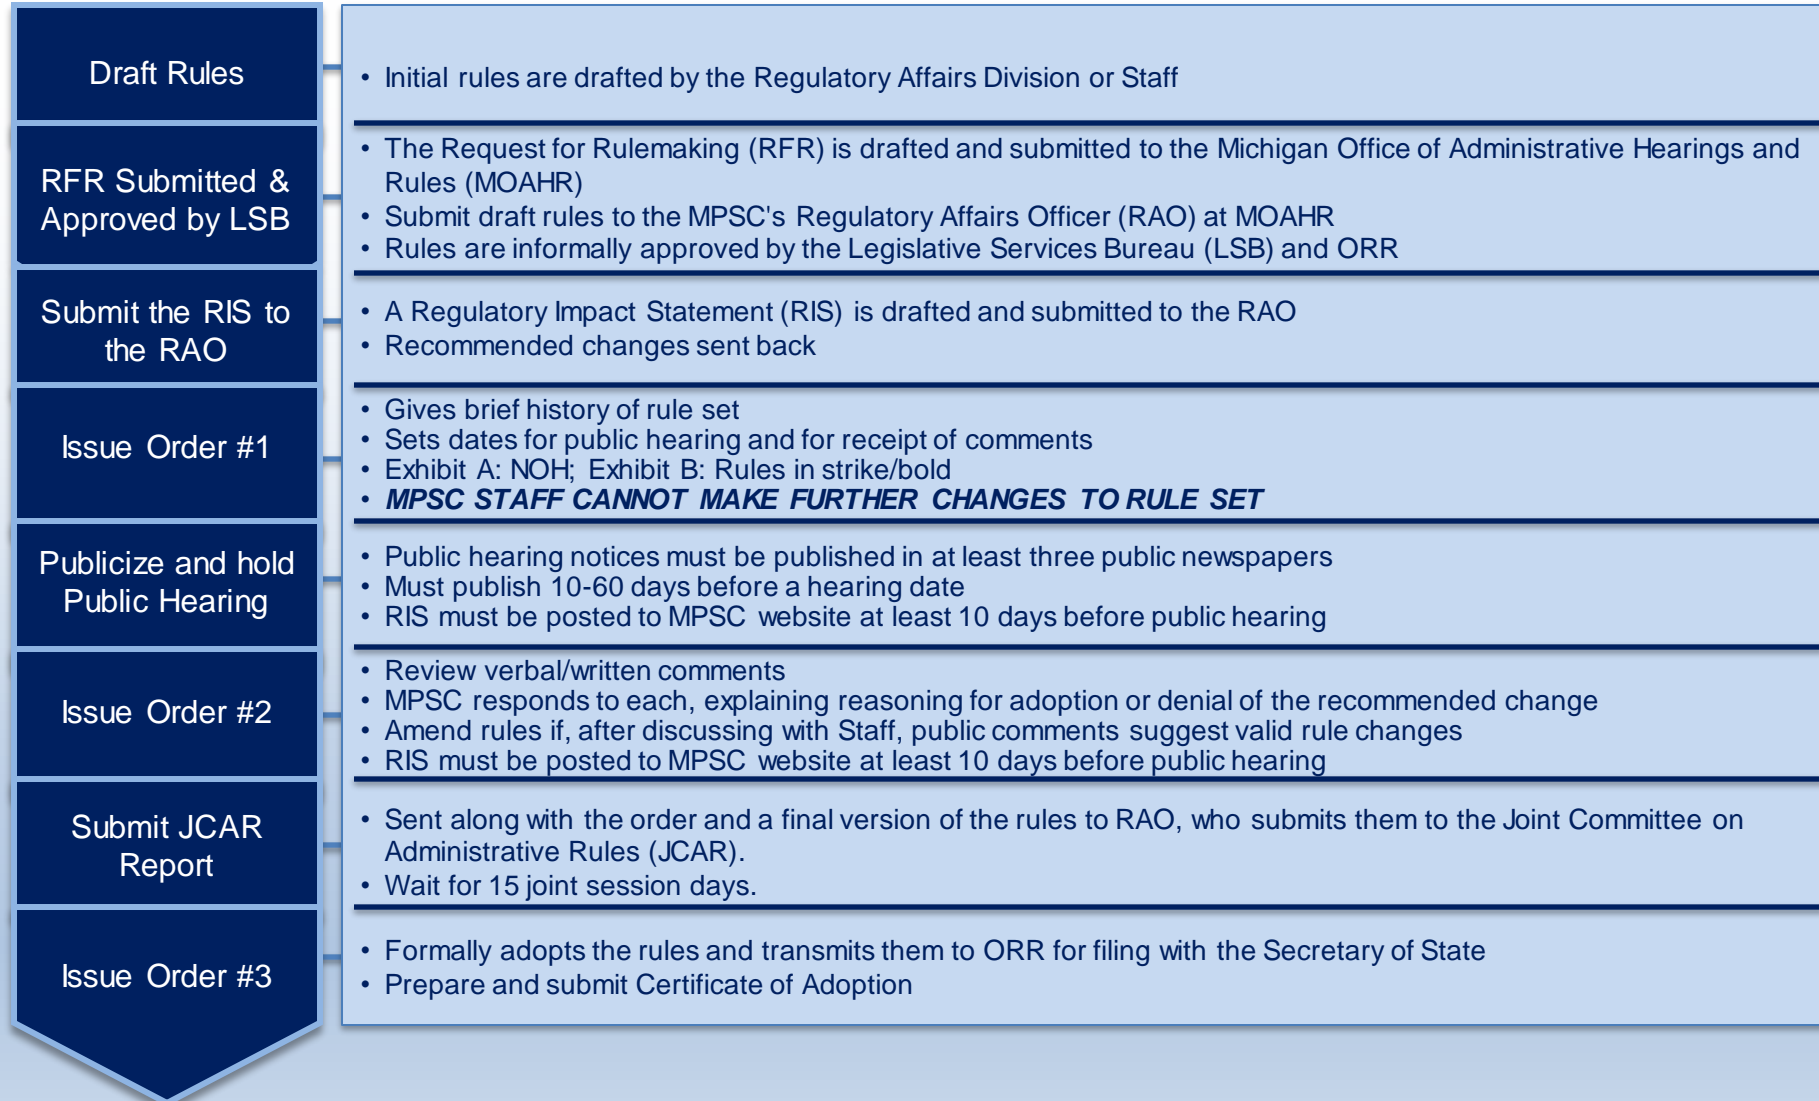 Draft Rules
• Initial rules are drafted by the Regulatory Affairs Division or Staff
RFR Submitted &
Approved by LSB
• The Request for Rulemaking (RFR) is drafted and submitted to the Michigan Office of Administrative Hearings and
Rules (MOAHR)
• Submit draft rules to the MPSC's Regulatory Affairs Officer (RAO) at MOAHR
• Rules are informally approved by the Legislative Services Bureau (LSB) and ORR
Submit the RIS to
the RAO
• A Regulatory Impact Statement (RIS) is drafted and submitted to the RAO
• Recommended changes sent back
Issue Order #1
• Gives brief history of rule set
• Sets dates for public hearing and for receipt of comments
• Exhibit A: NOH; Exhibit B: Rules in strike/bold
• MPSC STAFF CANNOT MAKE FURTHER CHANGES TO RULE SET
Publicize and hold
Public Hearing
• Public hearing notices must be published in at least three public newspapers
• Must publish 10-60 days before a hearing date
• RIS must be posted to MPSC website at least 10 days before public hearing
Issue Order #2
• Review verbal/written comments
• MPSC responds to each, explaining reasoning for adoption or denial of the recommended change
• Amend rules if, after discussing with Staff, public comments suggest valid rule changes
• RIS must be posted to MPSC website at least 10 days before public hearing
Submit JCAR
Report
• Sent along with the order and a final version of the rules to RAO, who submits them to the Joint Committee on
Administrative Rules (JCAR).
• Wait for 15 joint session days.
Issue Order #3
• Formally adopts the rules and transmits them to ORR for filing with the Secretary of State
• Prepare and submit Certificate of Adoption